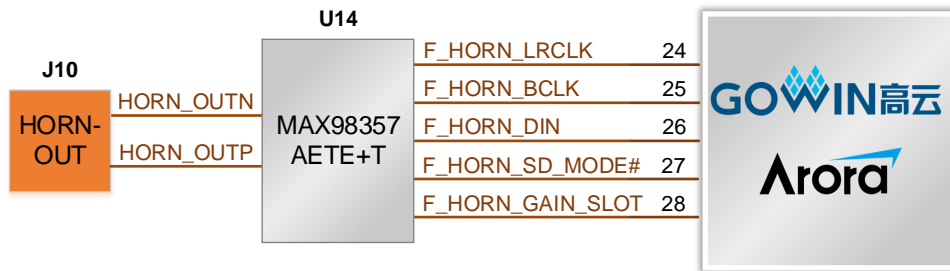 U14
J10
HORN-
OUT
HORN_OUTN
HORN_OUTP
MAX98357
AETE+T
F_HORN_LRCLK 24
F_HORN_BCLK 25
F_HORN_DIN 26
F_HORN_SD_MODE# 27
F_HORN_GAIN_SLOT 28
GOWIN高云
Arora